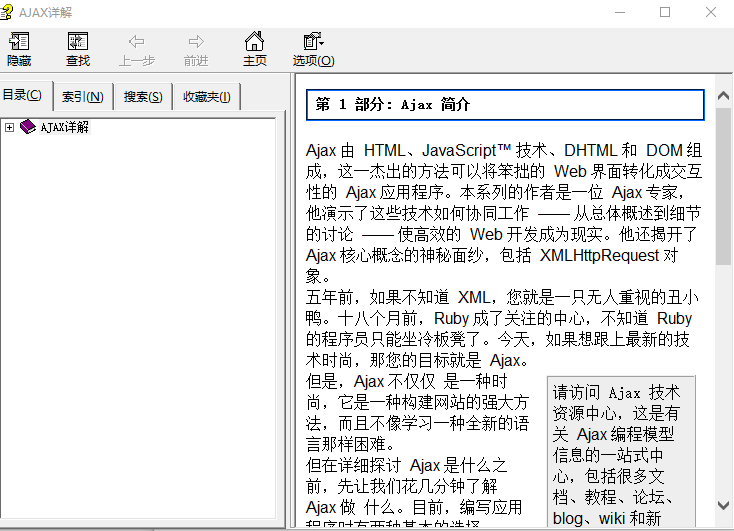 AJAX详解
隐藏 查找 上一步 前进 主页 选项(O)
目录(C) 索引(N) 搜索(S) 收藏夹(I)
AJAX详解
第 1 部分: Ajax 简介
Ajax 由 HTML、JavaScript™ 技术、DHTML 和 DOM 组
成，这一杰出的方法可以将笨拙的 Web 界面转化成交互
性的 Ajax 应用程序。本系列的作者是一位 Ajax 专家，
他演示了这些技术如何协同工作 —— 从总体概述到细节
的讨论 —— 使高效的 Web 开发成为现实。他还揭开了
Ajax 核心概念的神秘面纱，包括 XMLHttpRequest 对
象。
五年前，如果不知道 XML，您就是一只无人重视的丑小
鸭。十八个月前，Ruby 成了关注的中心，不知道 Ruby
的程序员只能坐冷板凳了。今天，如果想跟上最新的技
术时尚，那您的目标就是 Ajax。
但是，Ajax 不仅仅 是一种时
尚，它是一种构建网站的强大方
法，而且不像学习一种全新的语
言那样困难。
但在详细探讨 Ajax 是什么之
前，先让我们花几分钟了解
Ajax 做 什么。目前，编写应用
程序时有两种基本的选择
请访问 Ajax 技术
资源中心，这是有
关 Ajax 编程模型
信息的一站式中
心，包括很多文
档、教程、论坛、
blog、wiki 和新